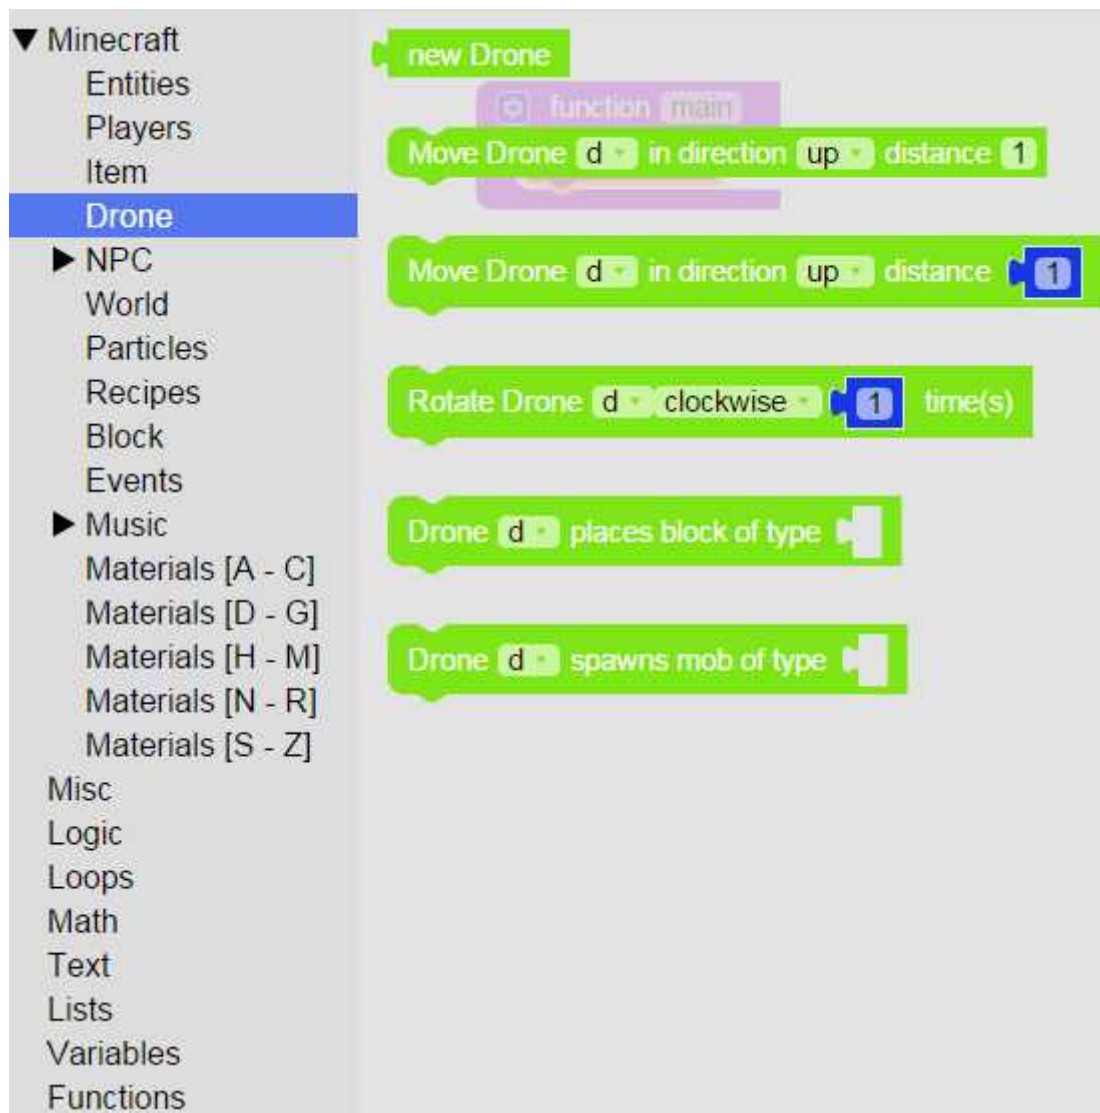 Minecraft
Entities
Players
Item
Drone
NPC
World
Particles
Recipes
Block
Events
Music
Materials [A - C]
Materials [D - G]
Materials [H - M]
Materials [N - R]
Materials [S - Z]
Misc
Logic
Loops
Math
Text
Lists
Variables
Functions
new Drone
function main
Move Drone d in direction up distance 1
Move Drone d in direction up distance 1
Rotate Drone d clockwise 1 time(s)
Drone d places block of type
Drone d spawns mob of type